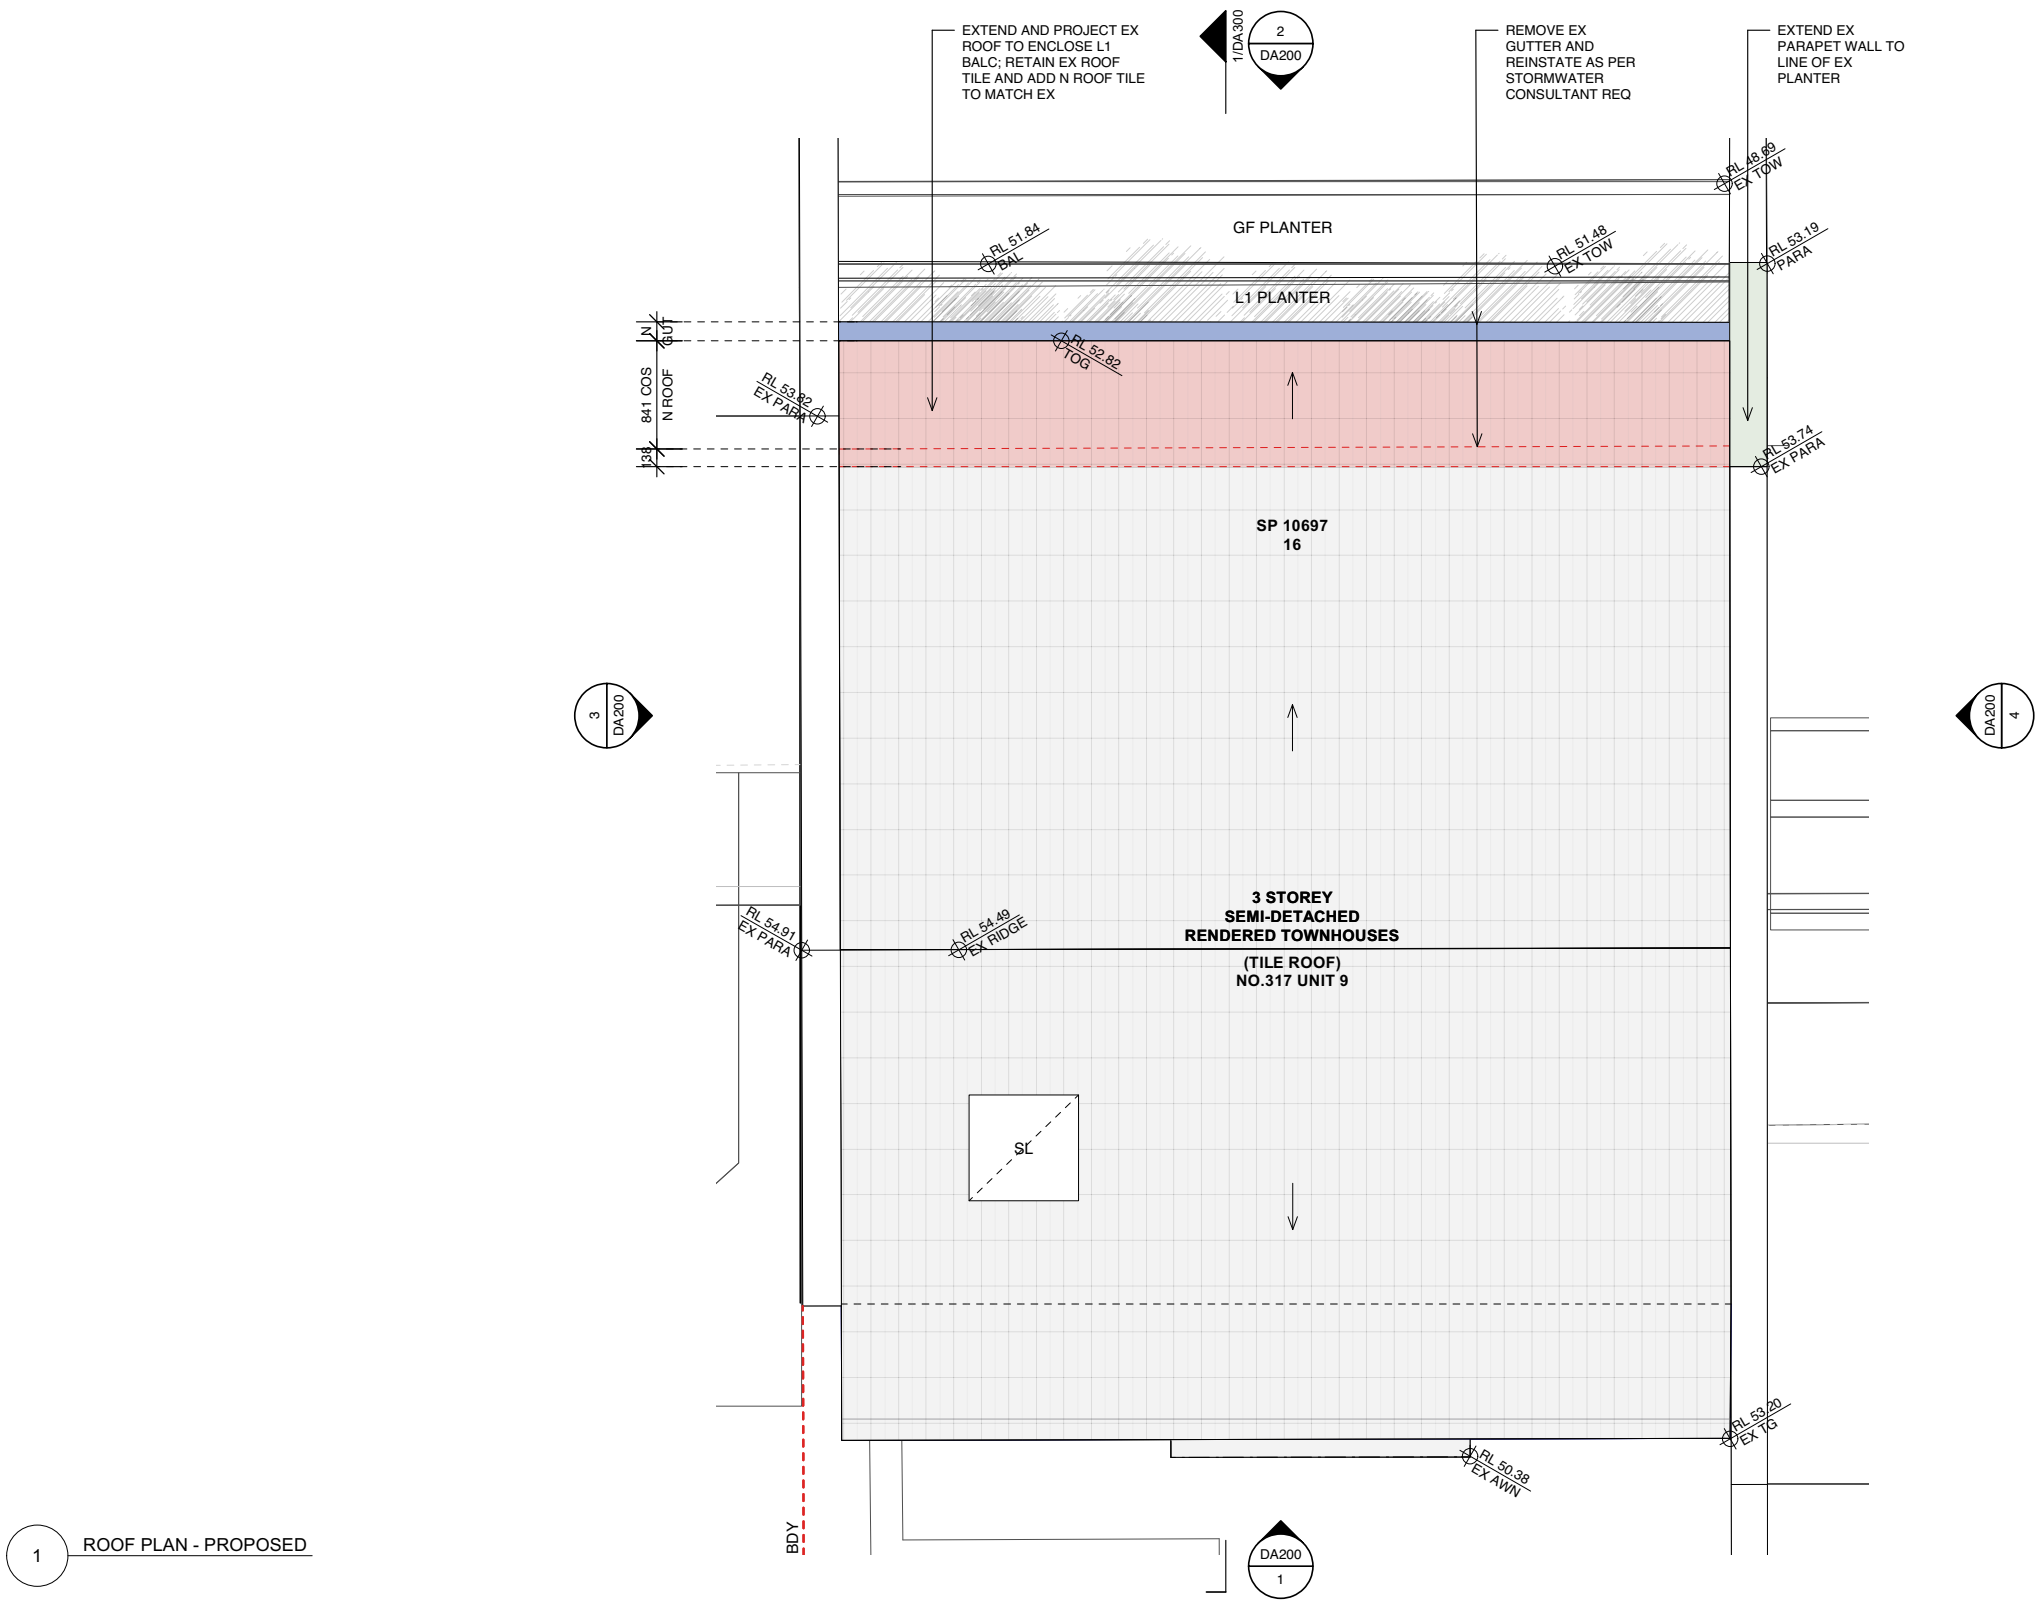 EXTEND AND PROJECT EX
ROOF TO ENCLOSE L1
BALC; RETAIN EX ROOF
TILE AND ADD N ROOF TILE
TO MATCH EX
1/DA300
2
DA200
REMOVE EX
GUTTER AND
REINSTATE AS PER
STORMWATER
CONSULTANT REQ
EXTEND EX
PARAPET WALL TO
LINE OF EX
PLANTER
RL 48.69
EX TOW
GF PLANTER
RL 51.84
BAL
RL 51.48
EX TOW
RL 53.19
PARA
L1 PLANTER
N
GUT
RL 52.82
TOG
841 COS
N ROOF
RL 53.82
EX PARA
138
RL 53.74
EX PARA
SP 10697
16
3
DA200
DA200
4
3 STOREY
SEMI-DETACHED
RENDERED TOWNHOUSES
(TILE ROOF)
NO.317 UNIT 9
RL 54.91
EX PARA
RL 54.49
EX RIDGE
SL
RL 53.20
EX TG
RL 50.38
EX AWN
BDY
DA200
1
1
ROOF PLAN - PROPOSED